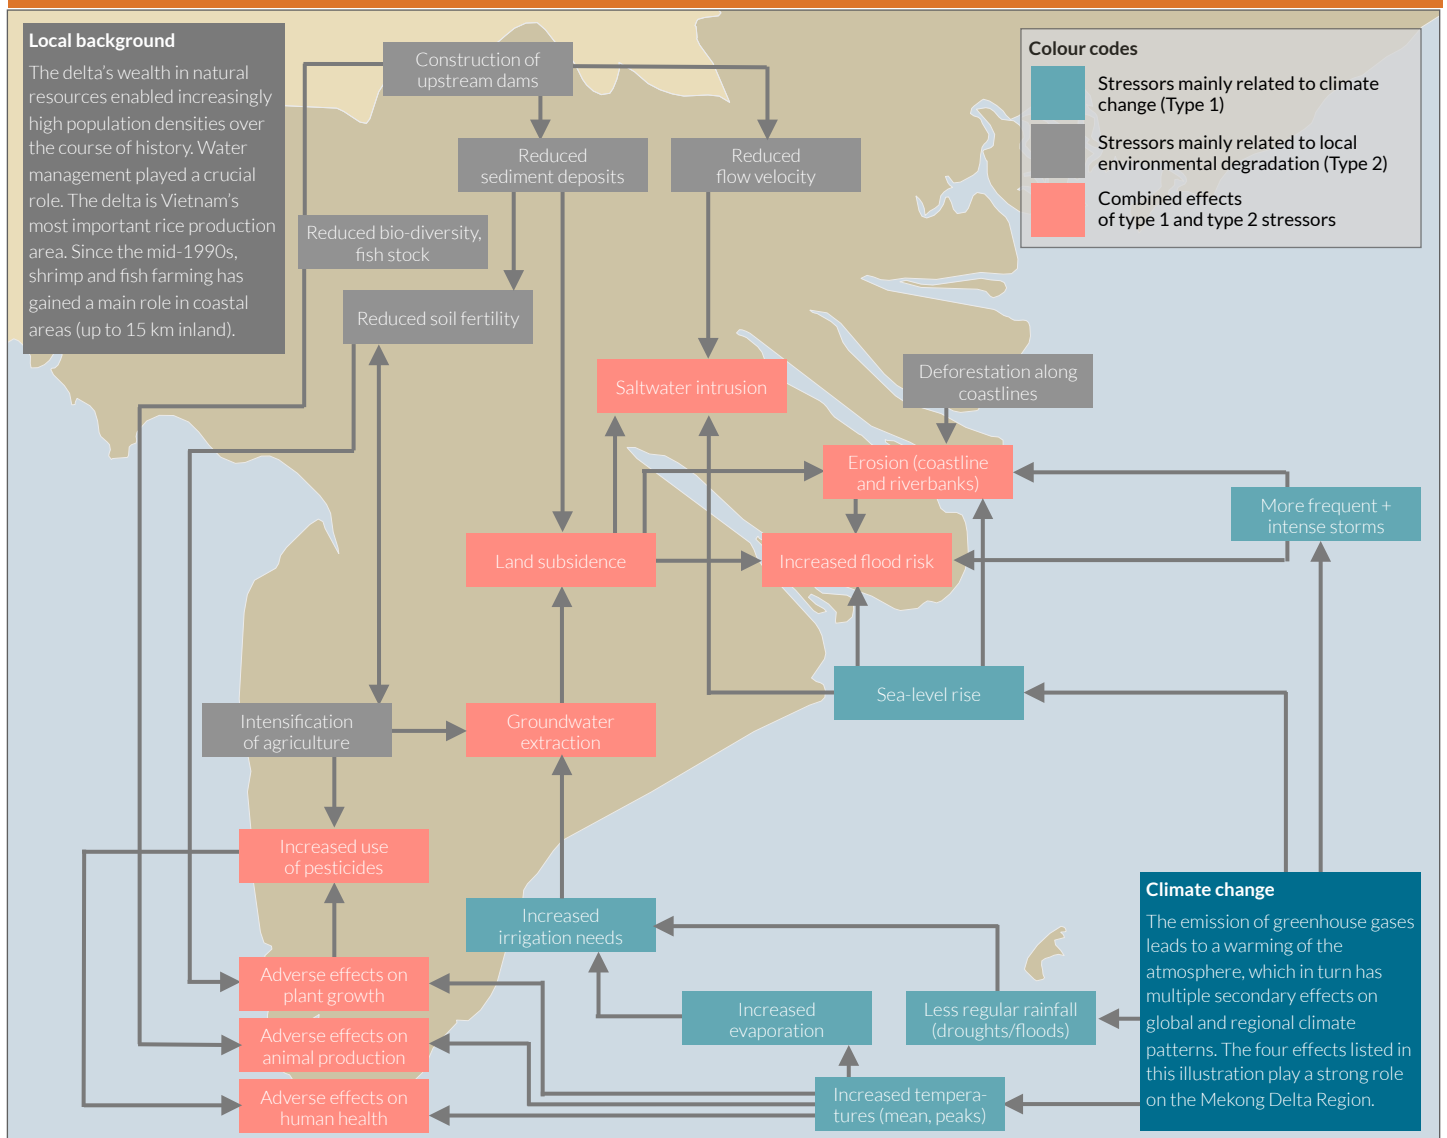 Local background
The delta's wealth in natural
resources enabled increasingly
high population densities over
the course of history. Water
management played a crucial
role. The delta is Vietnam's
most important rice production
area. Since the mid-1990s,
shrimp and fish farming has
gained a main role in coastal
areas (up to 15 km inland).
Construction of
upstream dams
Colour codes
Stressors mainly related to climate
change (Type 1)
Stressors mainly related to local
environmental degradation (Type 2)
Combined effects
of type 1 and type 2 stressors
Reduced
sediment deposits
Reduced
flow velocity
Reduced bio-diversity,
fish stock
Reduced soil fertility
Saltwater intrusion
Deforestation along
coastlines
Erosion (coastline
and riverbanks)
More frequent +
intense storms
Land subsidence
Increased flood risk
Sea-level rise
Intensification
of agriculture
Groundwater
extraction
Increased use
of pesticides
Climate change
The emission of greenhouse gases
leads to a warming of the
atmosphere, which in turn has
multiple secondary effects on
global and regional climate
patterns. The four effects listed in
this illustration play a strong role
on the Mekong Delta Region.
Increased
irrigation needs
Adverse effects on
plant growth
Increased
evaporation
Less regular rainfall
(droughts/floods)
Adverse effects on
animal production
Adverse effects on
human health
Increased tempera-
tures (mean, peaks)